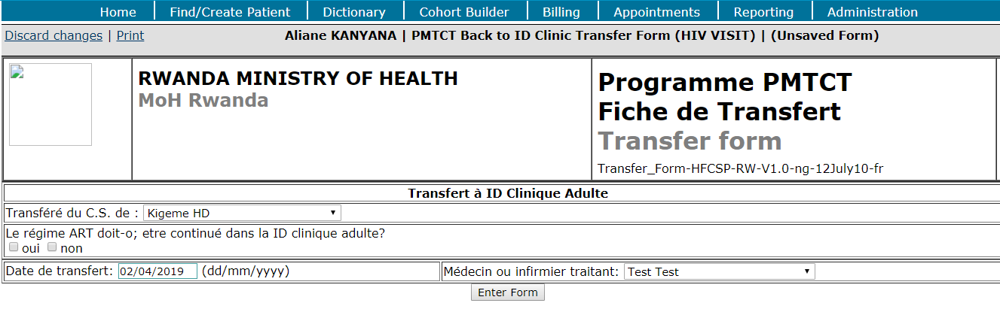 Home Find/Create Patient Dictionary Cohort Builder Billing Appointments Reporting Administration
Discard changes | Print Aliane KANYANA | PMTCT Back to ID Clinic Transfer Form (HIV VISIT) | (Unsaved Form)
RWANDA MINISTRY OF HEALTH
MoH Rwanda
Programme PMTCT
Fiche de Transfert
Transfer form
Transfer_Form-HFCSP-RW-V1.0-ng-12July10-fr
Transfert à ID Clinique Adulte
Transféré du C.S. de : Kigeme HD
Le régime ART doit-o; etre continué dans la ID clinique adulte?
oui non
Date de transfert: 02/04/2019 (dd/mm/yyyy) Médecin ou infirmier traitant: Test Test
Enter Form